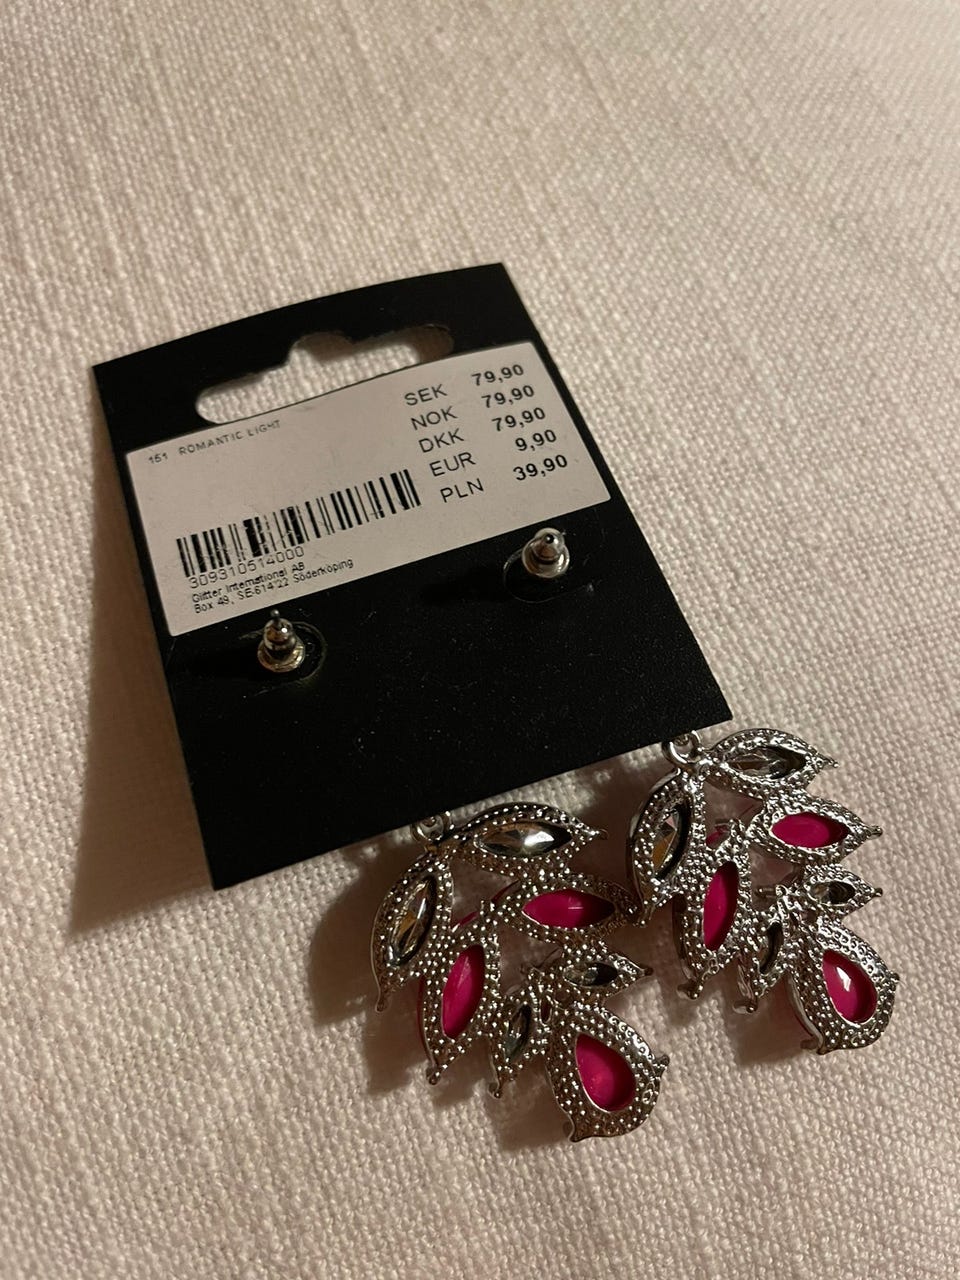 151 ROMANTIC LIGHT
SEK 79,90
NOK 79,90
DKK 79,90
EUR 9,90
PLN 39,90
309310514000
Glitter International AB
Box 49, SE-614 22 Söderköping